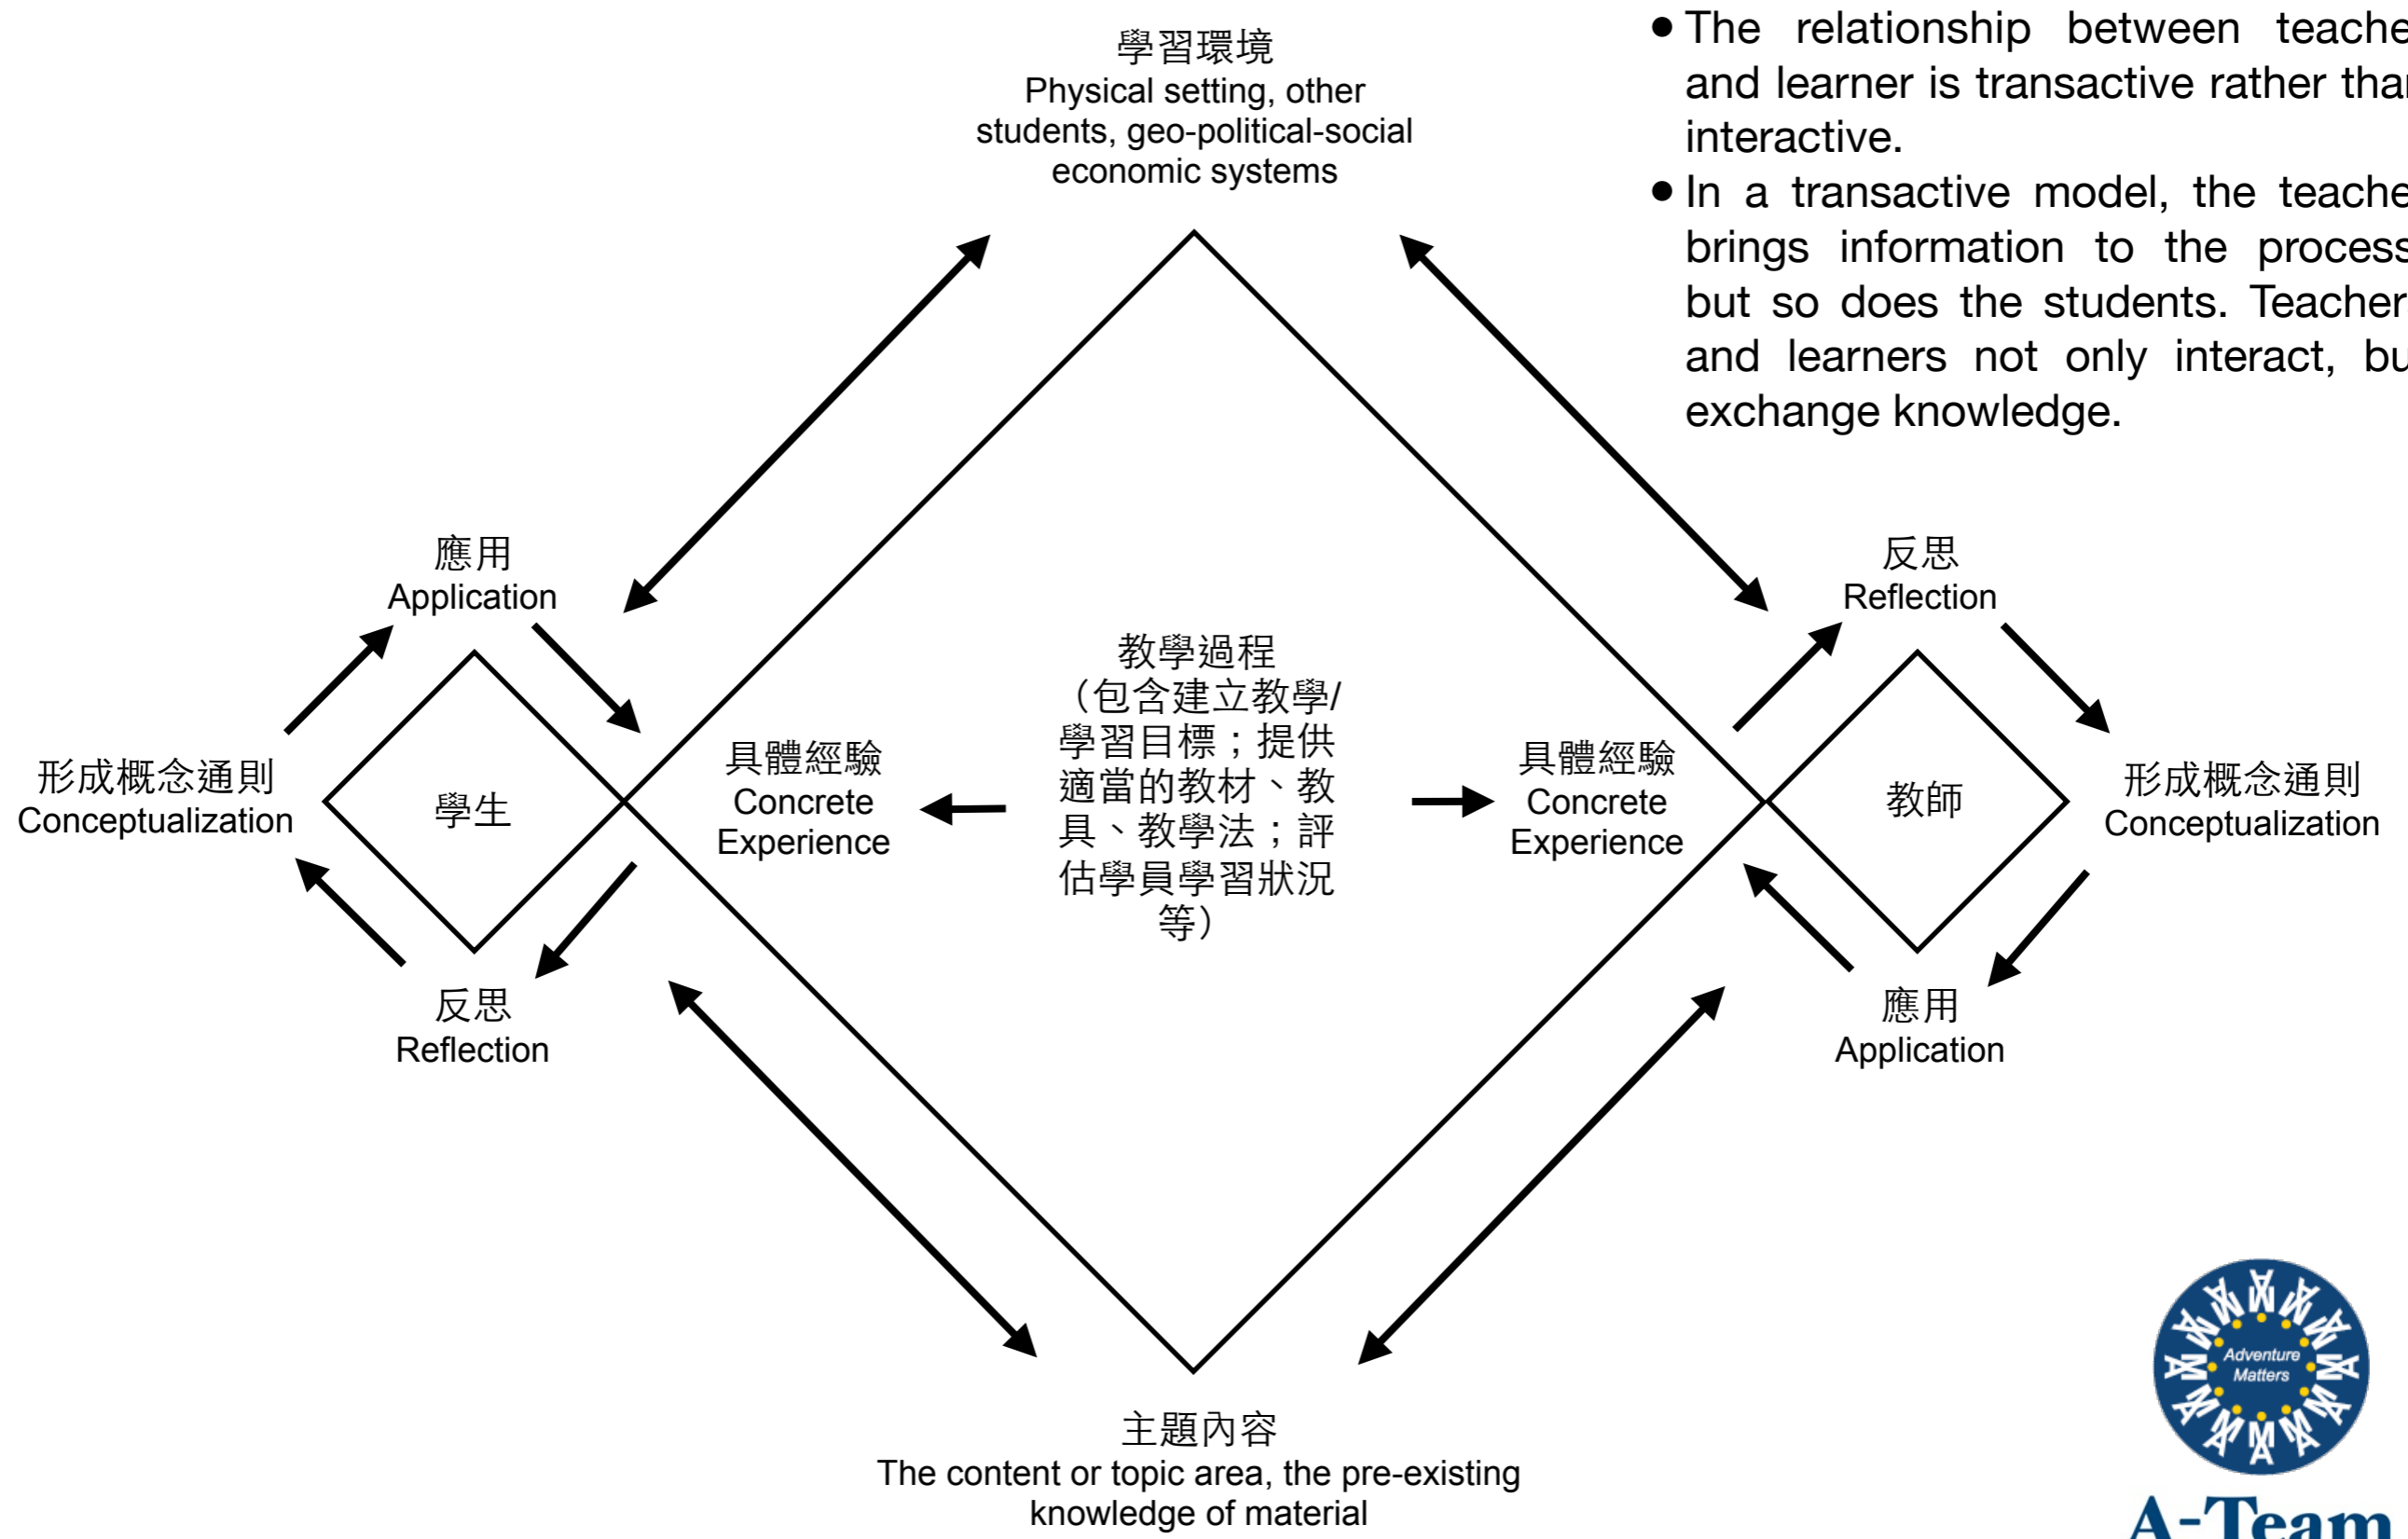 學習環境
Physical setting, other
students, geo-political-social
economic systems
● The relationship between teache
and learner is transactive rather than
interactive.
● In a transactive model, the teache
brings information to the process
but so does the students. Teacher
and learners not only interact, bu
exchange knowledge.
應用
Application
反思
Reflection
形成概念通則
Conceptualization
學生
具體經驗
Concrete
Experience
教學過程
（包含建立教學/
學習目標；提供
適當的教材、教
具、教學法；評
估學員學習狀況
等）
具體經驗
Concrete
Experience
教師
形成概念通則
Conceptualization
反思
Reflection
應用
Application
主題內容
The content or topic area, the pre-existing
knowledge of material
Adventure
Matters
A-Team